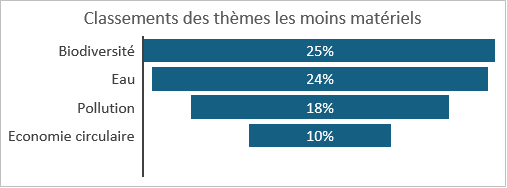 Classements des thèmes les moins matériels
Biodiversité 25%
Eau 24%
Pollution 18%
Economie circulaire 10%